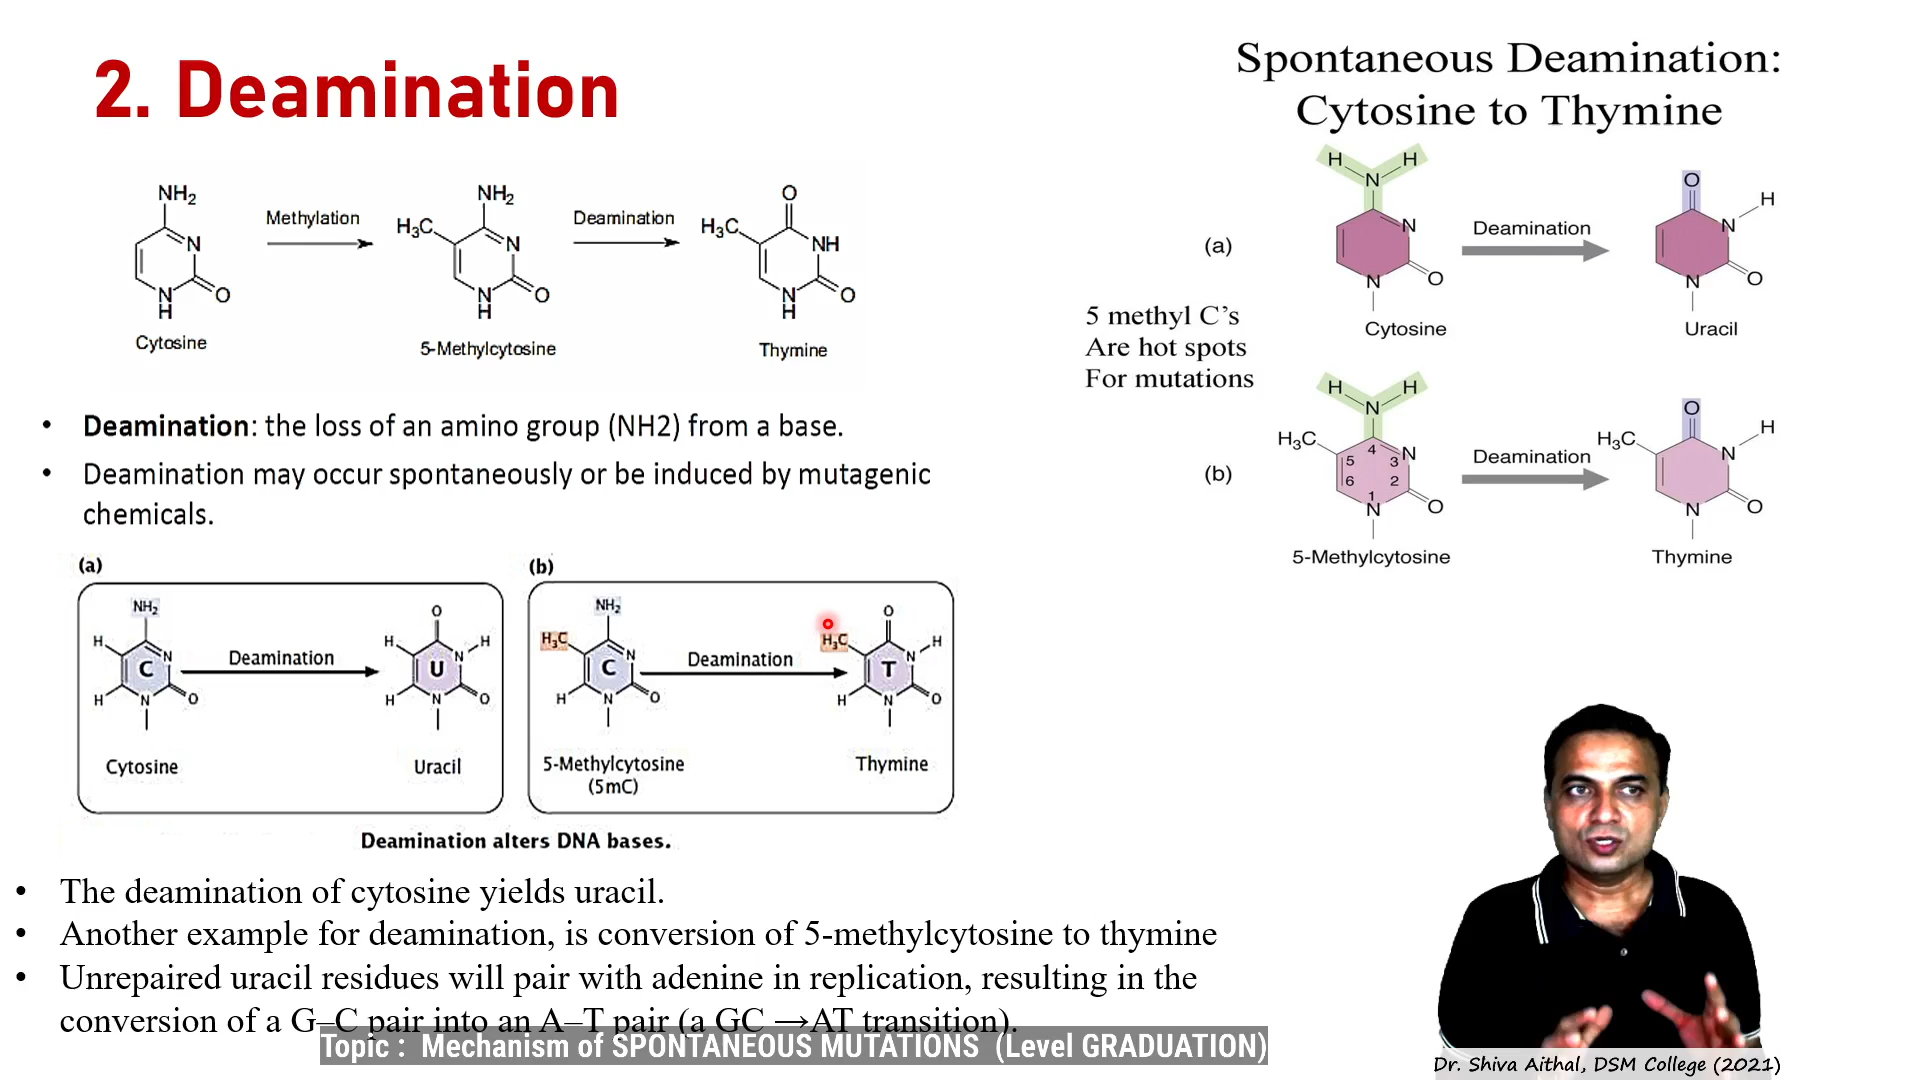 2. Deamination
NH2
N
N
H
O
Cytosine
Methylation
NH2
H3C
N
N
H
O
5-Methylcytosine
Deamination
O
H3C
NH
N
H
O
Thymine
• Deamination: the loss of an amino group (NH2) from a base.
• Deamination may occur spontaneously or be induced by mutagenic
chemicals.
(a)
NH2
H
N
C
H
N
O
Cytosine
Deamination
O
H
N
H
U
H
N
O
Uracil
(b)
NH2
H3C
N
C
H
N
O
5-Methylcytosine
(5mC)
Deamination
O
H3C
N
H
T
H
N
O
Thymine
Deamination alters DNA bases.
• The deamination of cytosine yields uracil.
• Another example for deamination, is conversion of 5-methylcytosine to thymine
• Unrepaired uracil residues will pair with adenine in replication, resulting in the
conversion of a G–C pair into an A–T pair (a GC →AT transition).
Spontaneous Deamination:
Cytosine to Thymine
(a)
H H
N
N
N
O
Cytosine
Deamination
O
H
N
N
O
Uracil
5 methyl C’s
Are hot spots
For mutations
(b)
H H
N
H3C
4
5 3 N
6 2
1
N
O
5-Methylcytosine
Deamination
O
H
H3C
N
N
O
Thymine
Topic : Mechanism of SPONTANEOUS MUTATIONS (Level GRADUATION)
Dr. Shiva Aithal, DSM College (2021)